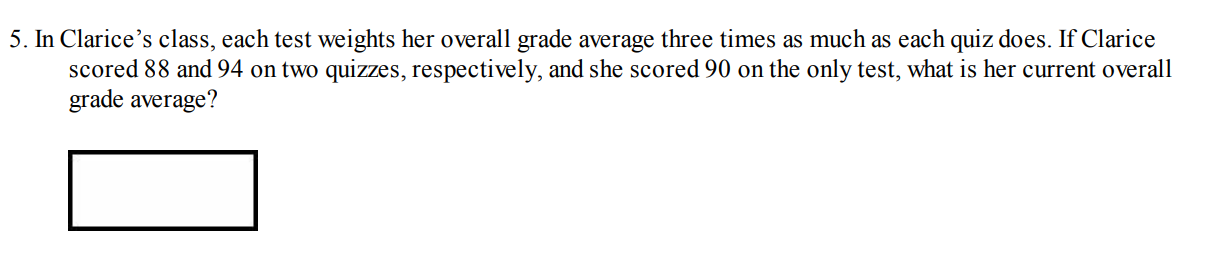 5. In Clarice’s class, each test weights her overall grade average three times as much as each quiz does. If Clarice
scored 88 and 94 on two quizzes, respectively, and she scored 90 on the only test, what is her current overall
grade average?